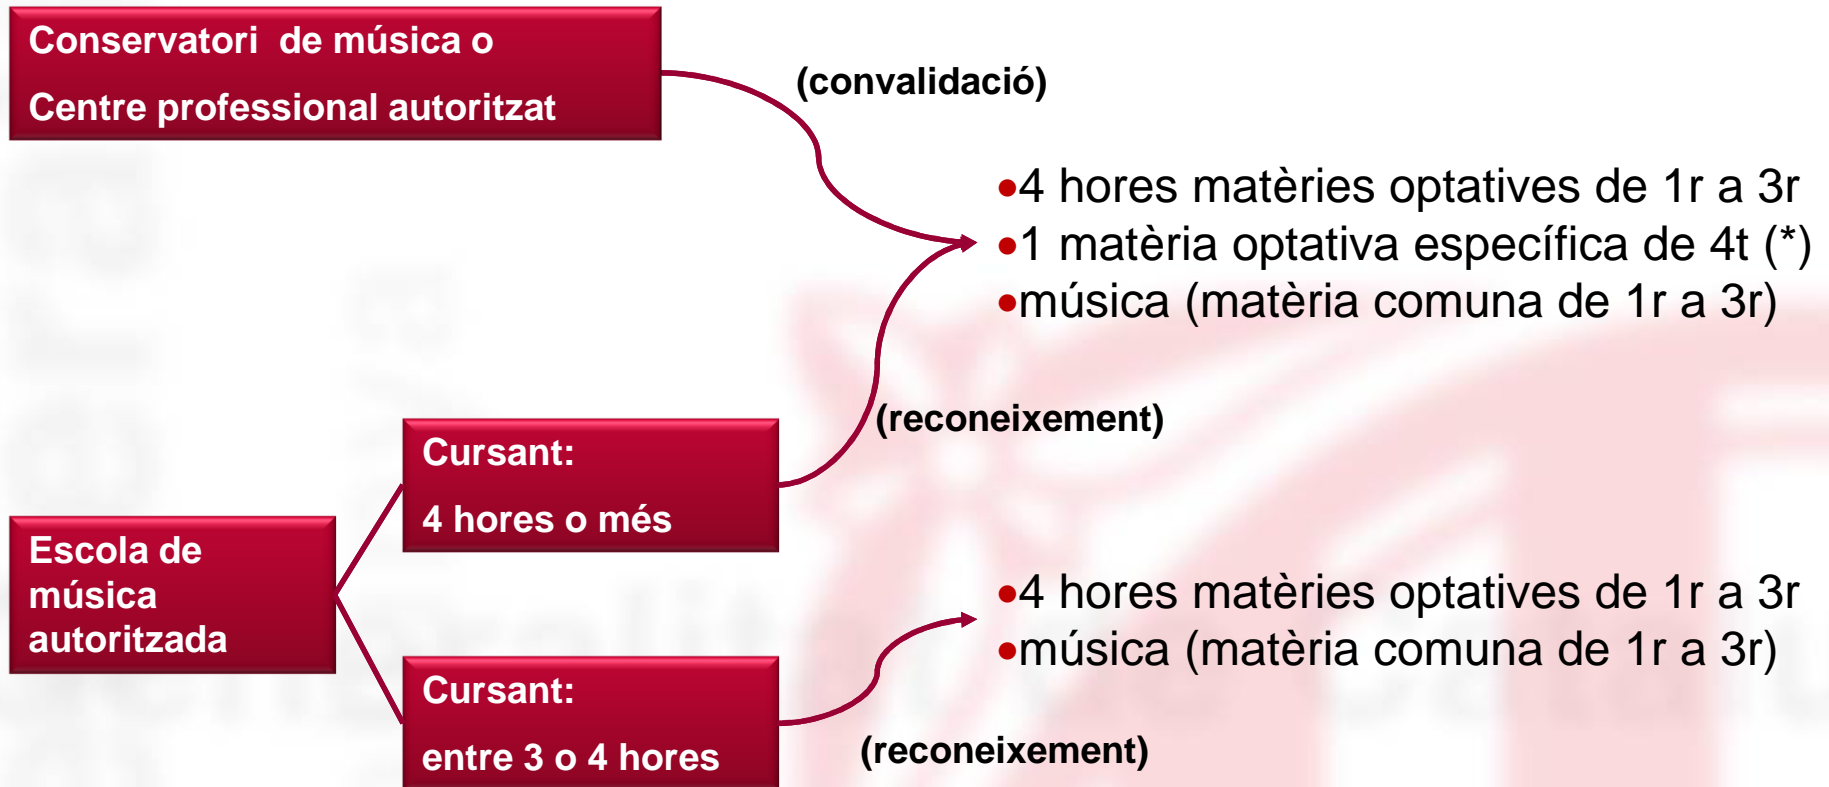 Conservatori de música o
Centre professional autoritzat
(convalidació)
•4 hores matèries optatives de 1r a 3r
•1 matèria optativa específica de 4t (*)
•música (matèria comuna de 1r a 3r)
(reconeixement)
Cursant:
4 hores o més
Escola de
música
autoritzada
•4 hores matèries optatives de 1r a 3r
•música (matèria comuna de 1r a 3r)
Cursant:
entre 3 o 4 hores
(reconeixement)